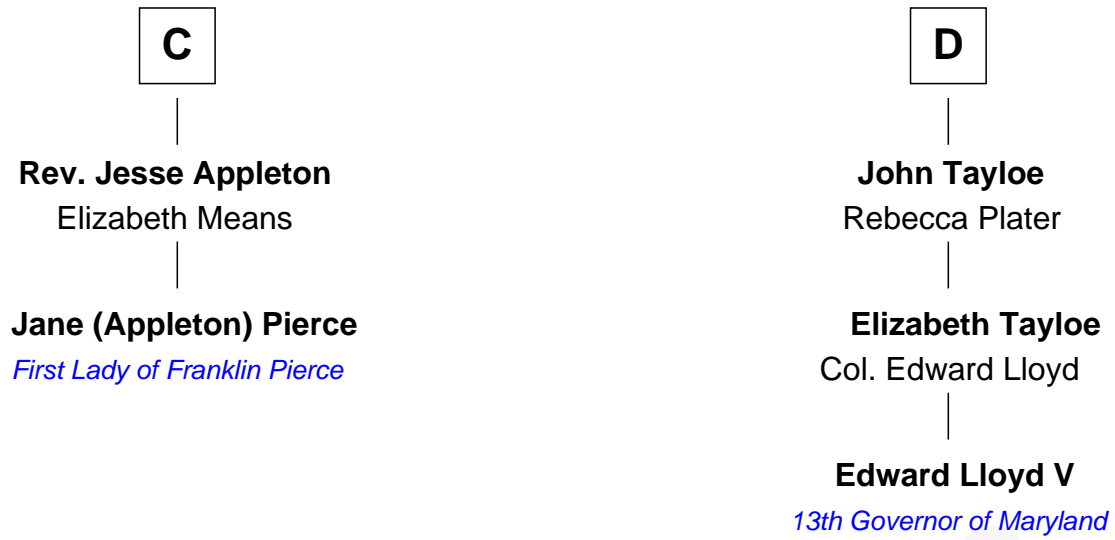 C
Rev. Jesse Appleton
Elizabeth Means
Jane (Appleton) Pierce
First Lady of Franklin Pierce
D
John Tayloe
Rebecca Plater
Elizabeth Tayloe
Col. Edward Lloyd
Edward Lloyd V
13th Governor of Maryland